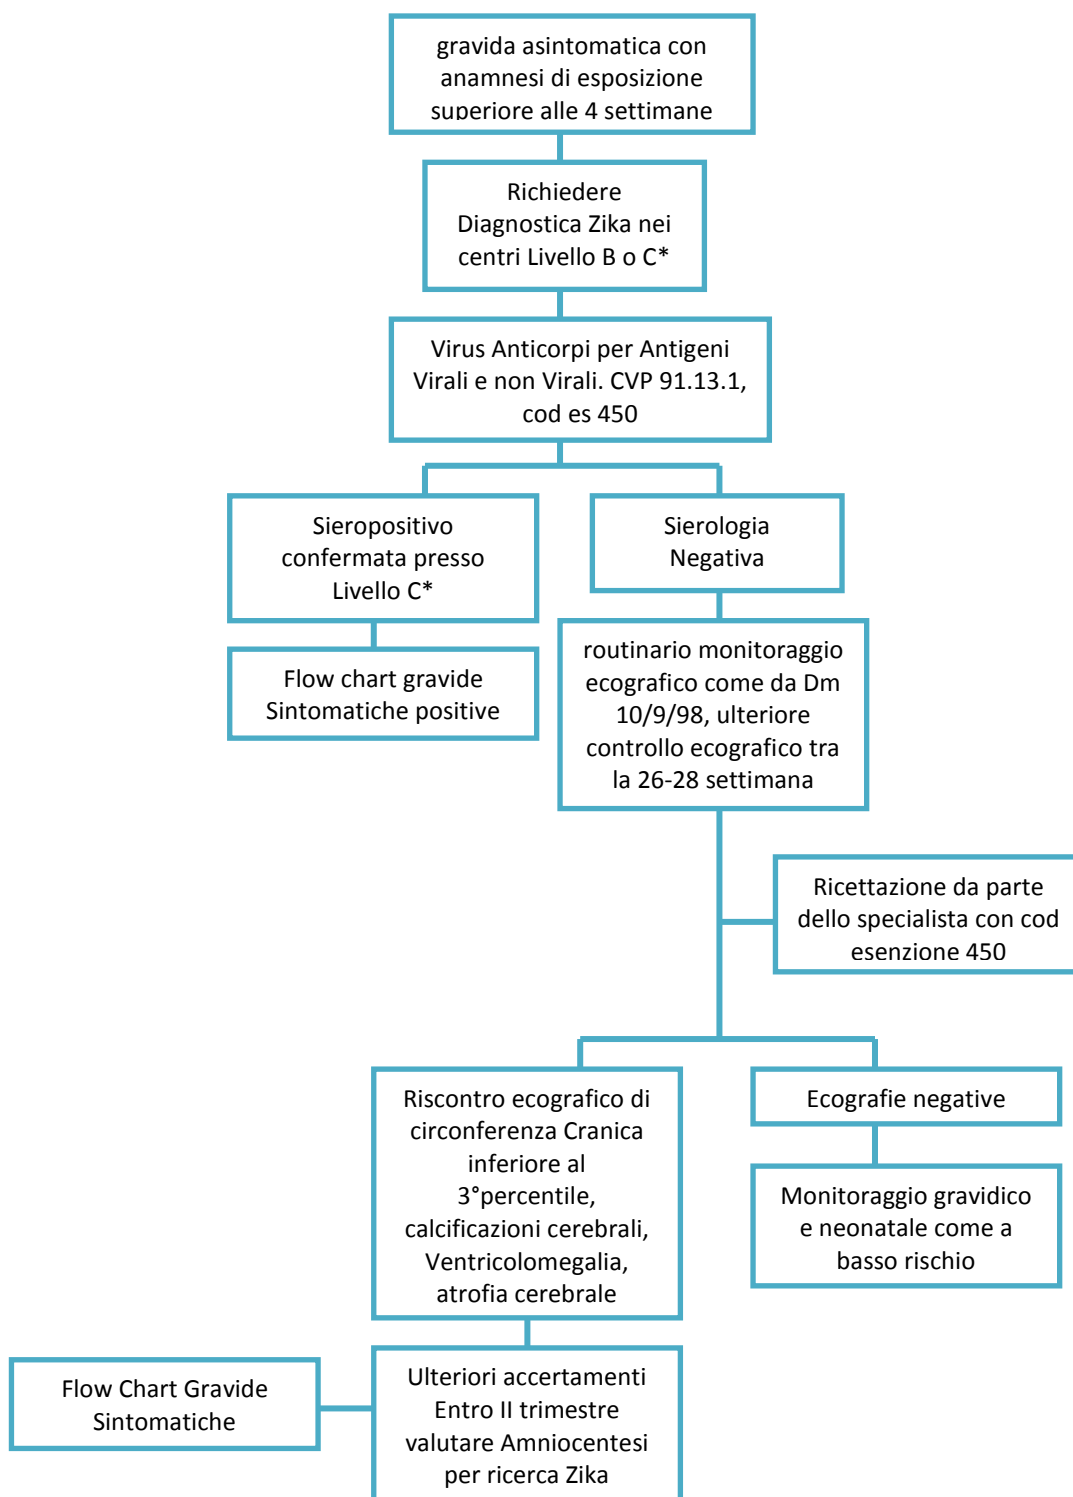 gravida asintomatica con
anamnesi di esposizione
superiore alle 4 settimane
Richiedere
Diagnostica Zika nei
centri Livello B o C*
Virus Anticorpi per Antigeni
Virali e non Virali. CVP 91.13.1,
cod es 450
Sieropositivo
confermata presso
Livello C*
Sierologia
Negativa
Flow chart gravide
Sintomatiche positive
routinario monitoraggio
ecografico come da Dm
10/9/98, ulteriore
controllo ecografico tra
la 26-28 settimana
Ricettazione da parte
dello specialista con cod
esenzione 450
Riscontro ecografico di
circonferenza Cranica
inferiore al
3°percentile,
calcificazioni cerebrali,
Ventricolomegalia,
atrofia cerebrale
Ecografie negative
Monitoraggio gravidico
e neonatale come a
basso rischio
Flow Chart Gravide
Sintomatiche
Ulteriori accertamenti
Entro II trimestre
valutare Amniocentesi
per ricerca Zika